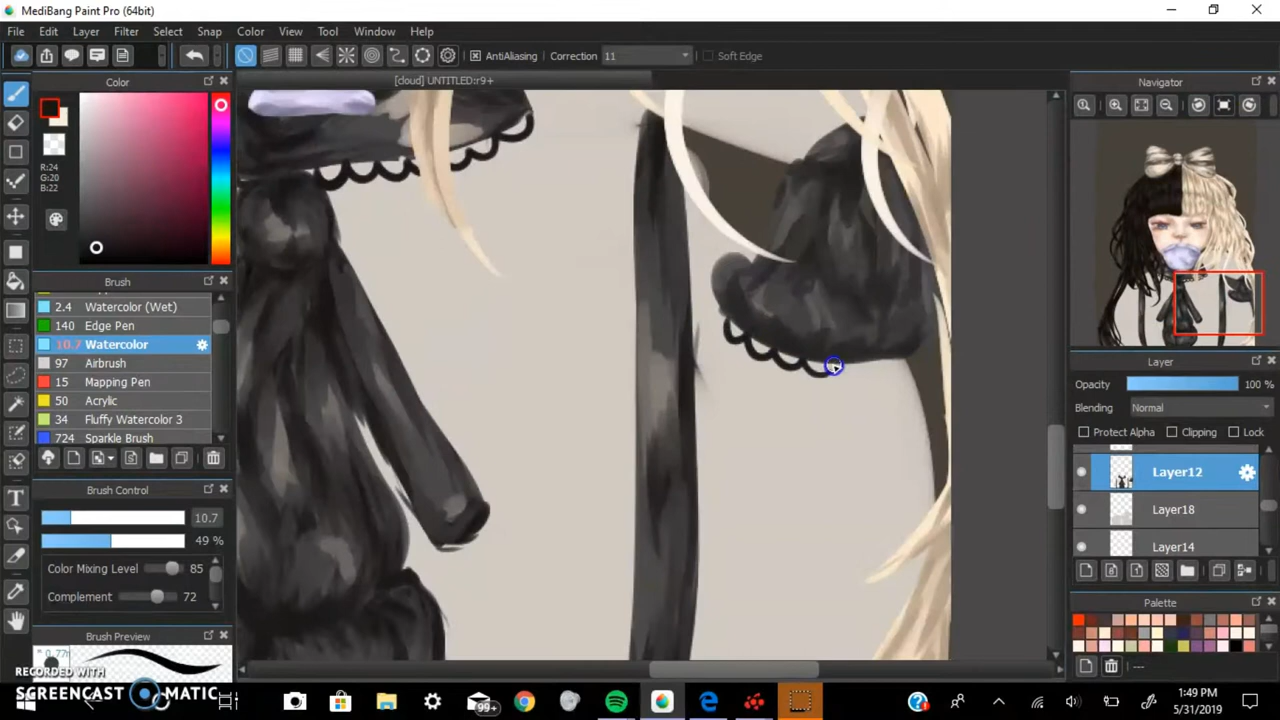 MediBang Paint Pro (64bit)
File Edit Layer Filter Select Snap Color View Tool Window Help
AntiAliasing Correction 11 Soft Edge
Color
[cloud] UNTITLED:r9+
Navigator
R:24
G:20
B:22
Brush
2.4 Watercolor (Wet)
140 Edge Pen
10.7 Watercolor
97 Airbrush
15 Mapping Pen
50 Acrylic
34 Fluffy Watercolor 3
724 Sparkle Brush
Brush Control
10.7
49 %
Color Mixing Level 85
Complement 72
Brush Preview
0.77m
Layer
Opacity 100 %
Blending Normal
Protect Alpha Clipping Lock
Layer12
Layer18
Layer14
Palette
---
RECORDED WITH
SCREENCAST MATIC
99+
1:49 PM
5/31/2019